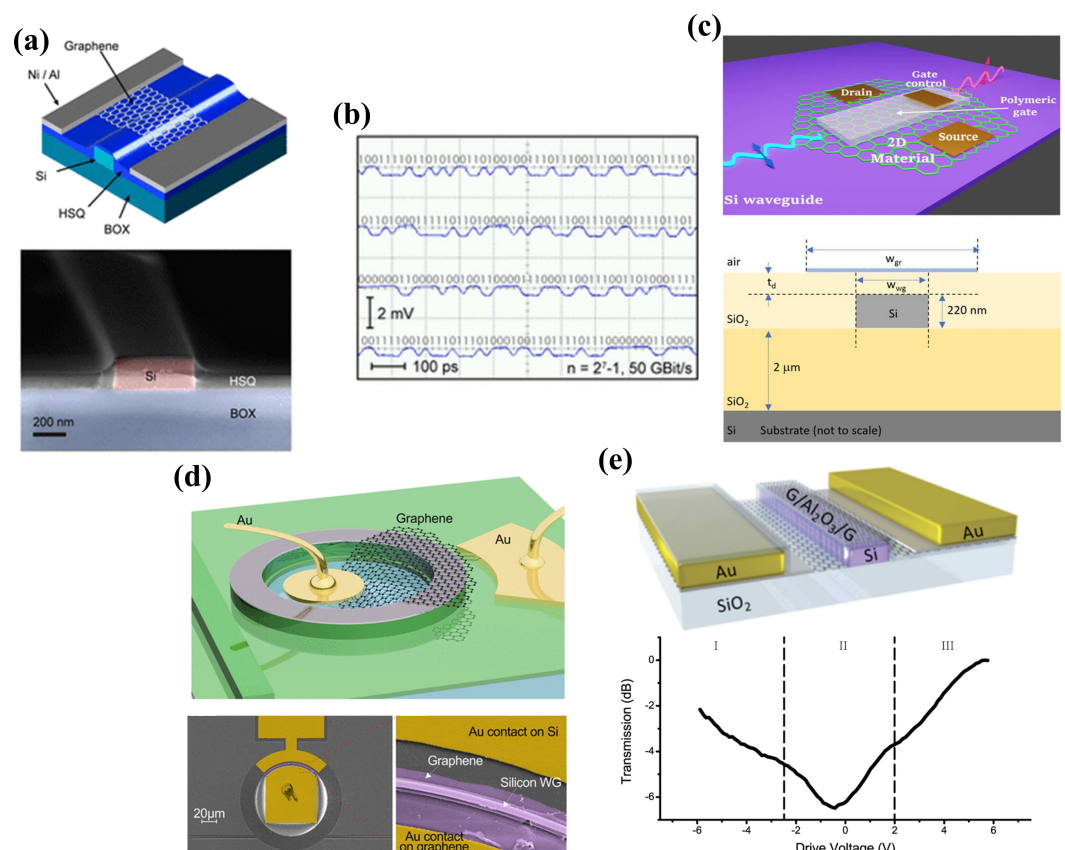 (a)
Graphene
Ni / Al
Si
HSQ
BOX
Si
HSQ
BOX
200 nm
(b)
2 mV
100 ps
n = 2⁷-1, 50 GBit/s
(c)
Drain
Gate
control
Polymeric
gate
Source
2D
Material
Si waveguide
air
w_gr
t_d
w_wg
SiO₂
Si
220 nm
2 μm
SiO₂
Si
Substrate (not to scale)
(d)
Au
Graphene
Au
20μm
Au contact on Si
Graphene
Silicon WG
Au contact
on graphene
(e)
G/Al₂O₃/G
Au
Si
Au
SiO₂
I
II
III
Transmission (dB)
0
-2
-4
-6
-6
-4
-2
0
2
4
6
Drive Voltage (V)